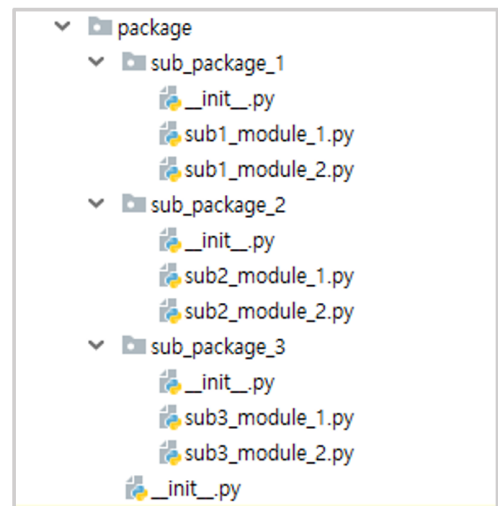 package
sub_package_1
__init__.py
sub1_module_1.py
sub1_module_2.py
sub_package_2
__init__.py
sub2_module_1.py
sub2_module_2.py
sub_package_3
__init__.py
sub3_module_1.py
sub3_module_2.py
__init__.py